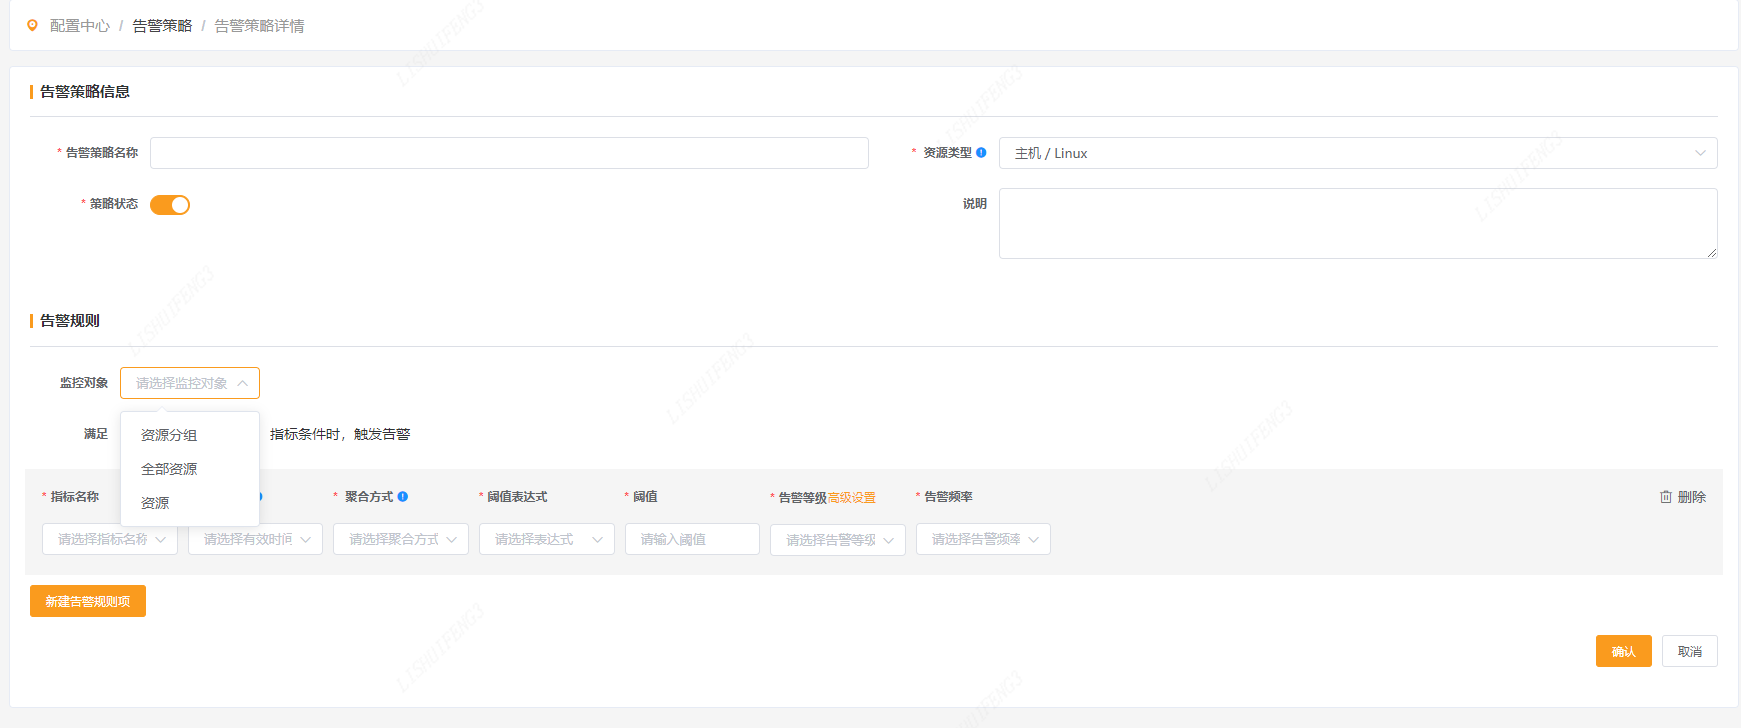 配置中心 / 告警策略 / 告警策略详情
告警策略信息
* 告警策略名称
* 资源类型
主机 / Linux
* 策略状态
说明
告警规则
监控对象
请选择监控对象
资源分组
全部资源
资源
满足
指标条件时，触发告警
* 指标名称
* 聚合方式
* 阈值表达式
* 阈值
* 告警等级高级设置
* 告警频率
删除
请选择指标名称
请选择有效时间
请选择聚合方式
请选择表达式
请输入阈值
请选择告警等级
请选择告警频率
新建告警规则项
确认
取消
LISHUIFENG3
LISHUIFENG3
LISHUIFENG3
LISHUIFENG3
LISHUIFENG3
LISHUIFENG3
LISHUIFENG3
LISHUIFENG3